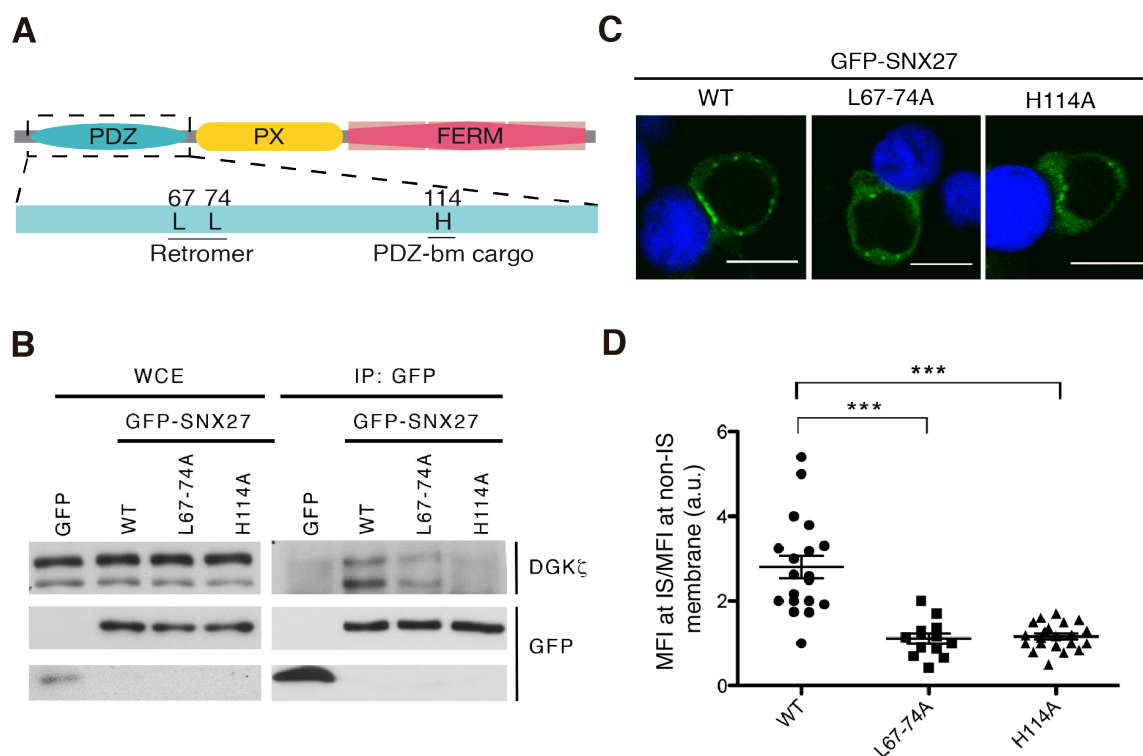 A
PDZ PX FERM
67 74 114
L L H
Retromer PDZ-bm cargo
B
WCE IP: GFP
GFP-SNX27 GFP-SNX27
GFP WT L67-74A H114A GFP WT L67-74A H114A
DGKζ
GFP
C
GFP-SNX27
WT L67-74A H114A
D
***
***
MFI at IS/MFI at non-IS
membrane (a.u.)
6
4
2
0
WT L67-74A H114A